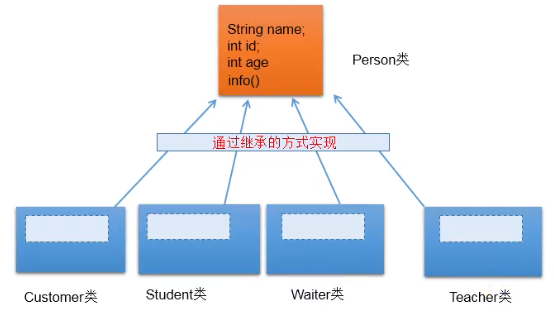 String name;
int id;
int age
info()
Person类
通过继承的方式实现
Customer类
Student类
Waiter类
Teacher类